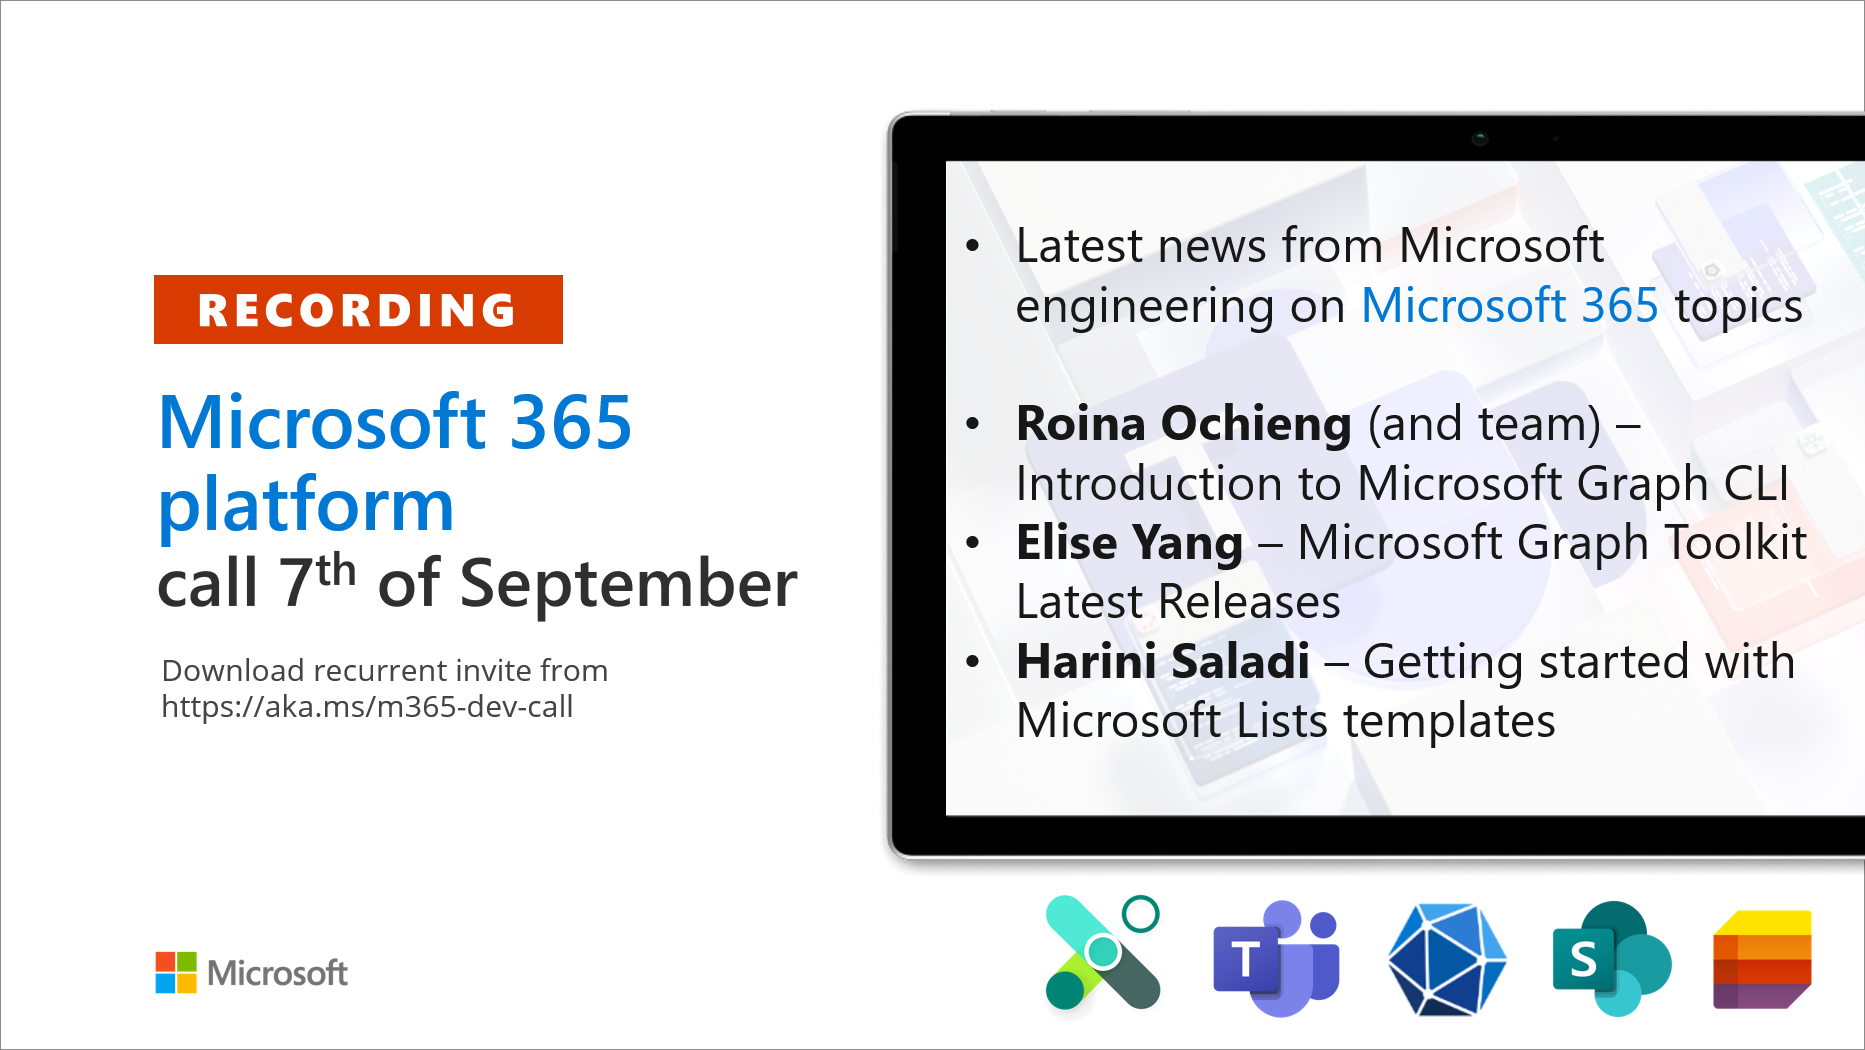 RECORDING
Microsoft 365
platform
call 7th of September
Download recurrent invite from
https://aka.ms/m365-dev-call
Microsoft
• Latest news from Microsoft
engineering on Microsoft 365 topics
• Roina Ochieng (and team) –
Introduction to Microsoft Graph CLI
• Elise Yang – Microsoft Graph Toolkit
Latest Releases
• Harini Saladi – Getting started with
Microsoft Lists templates
T
S